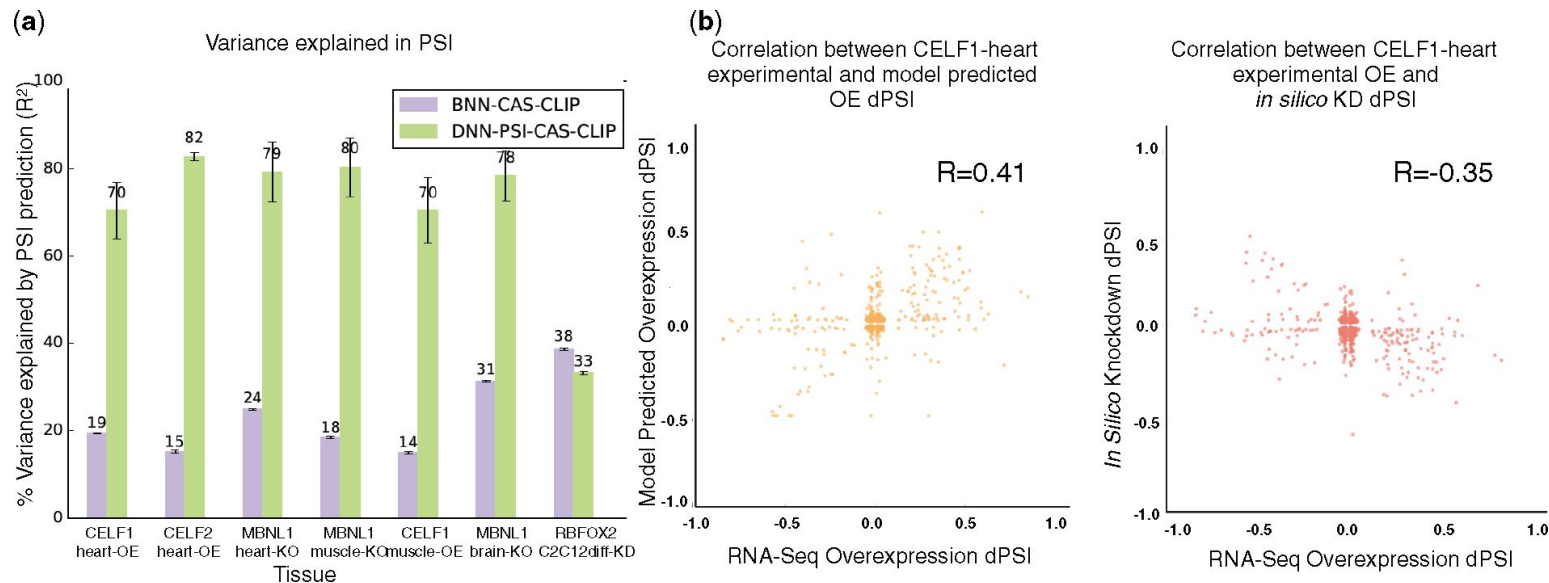 (a)
Variance explained in PSI
% Variance explained by PSI prediction (R²)
100
80
60
40
20
0
BNN-CAS-CLIP
DNN-PSI-CAS-CLIP
19
70
15
82
24
79
18
80
14
70
31
78
38
33
CELF1
heart-OE
CELF2
heart-OE
MBNL1
heart-KO
MBNL1
muscle-KO
CELF1
muscle-OE
MBNL1
brain-KO
RBFOX2
C2C12diff-KD
Tissue
(b)
Correlation between CELF1-heart
experimental and model predicted
OE dPSI
Model Predicted Overexpression dPSI
1.0
0.5
0.0
-0.5
-1.0
R=0.41
-1.0 -0.5 0.0 0.5 1.0
RNA-Seq Overexpression dPSI
Correlation between CELF1-heart
experimental OE and
in silico KD dPSI
In Silico Knockdown dPSI
1.0
0.5
0.0
-0.5
-1.0
R=-0.35
-1.0 -0.5 0.0 0.5 1.0
RNA-Seq Overexpression dPSI